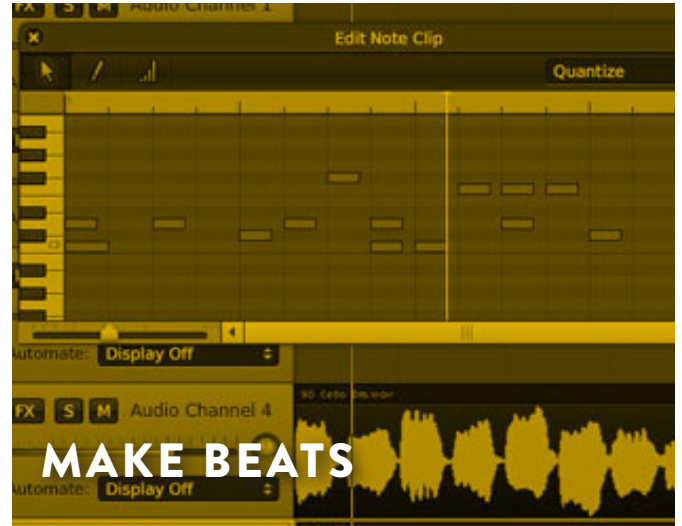 FX S M Audio Channel 1
Edit Note Clip
Quantize
Automate: Display Off
FX S M Audio Channel 4
MAKE BEATS
Automate: Display Off